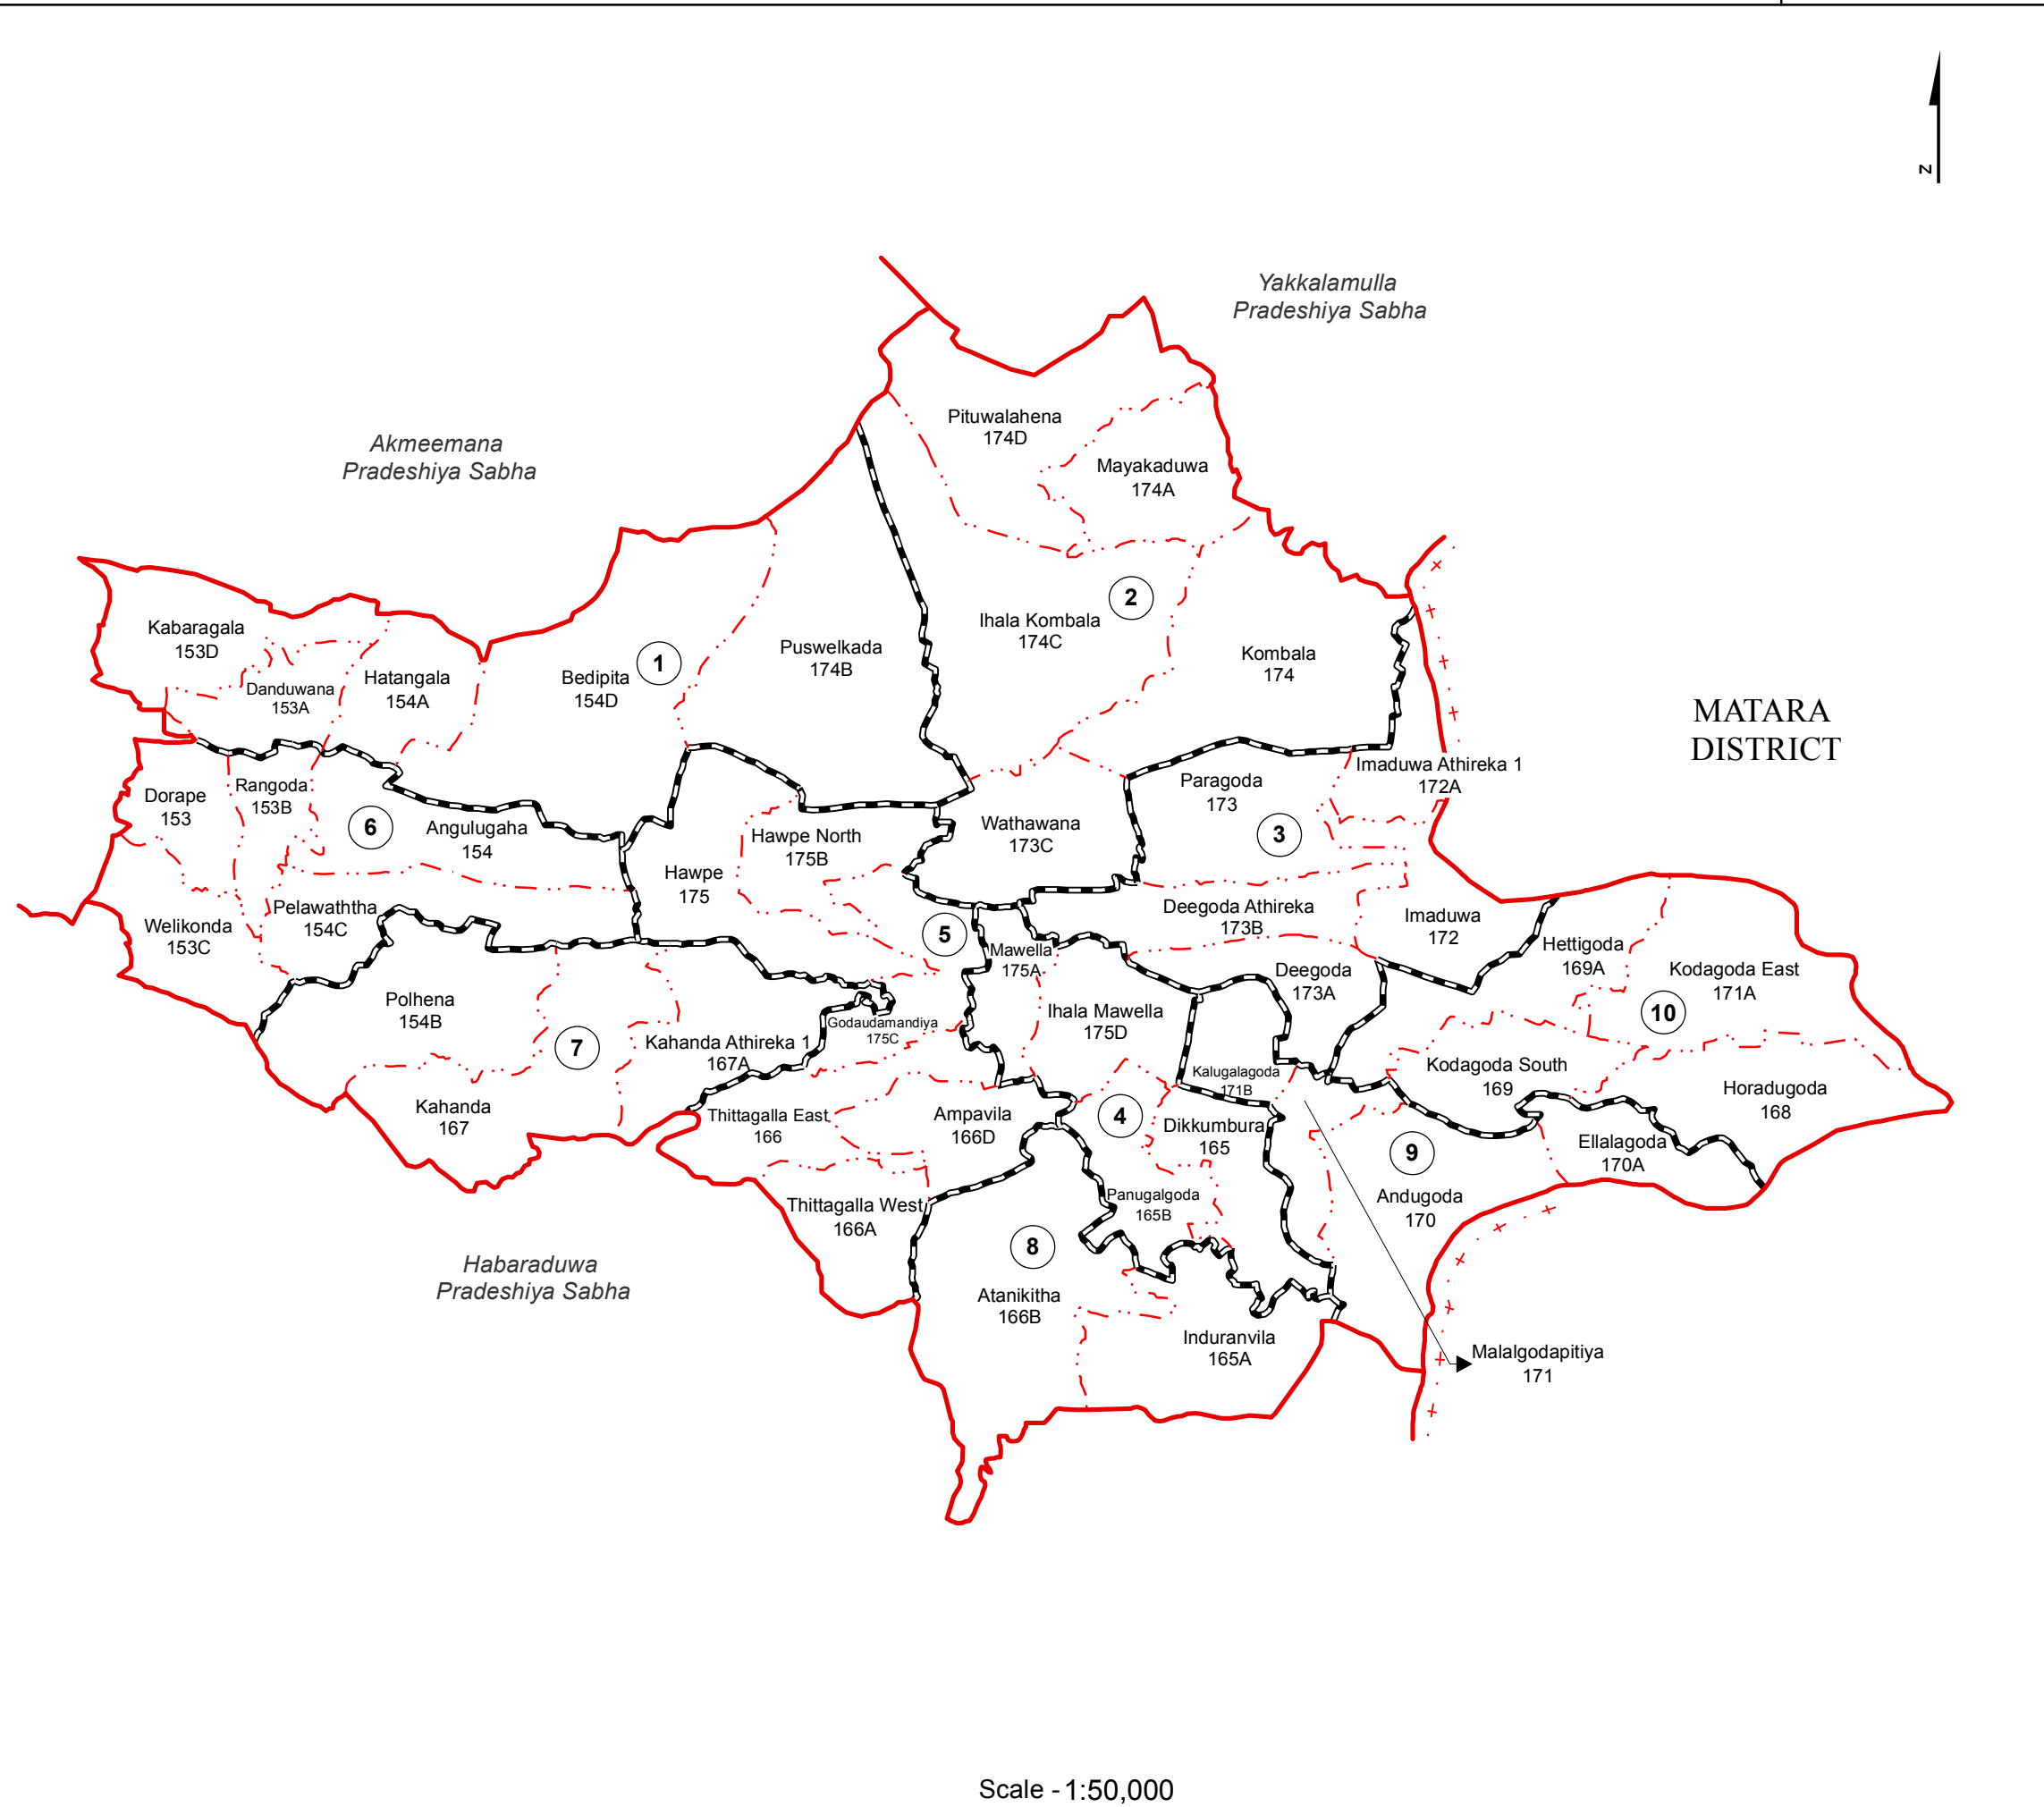 N
Yakkalamulla
Pradeshiya Sabha
Akmeemana
Pradeshiya Sabha
Pituwalahena
174D
Mayakaduwa
174A
2
Ihala Kombala
174C
Kabaragala
153D
Puswelkada
174B
Kombala
174
1
Bedipita
154D
Hatangala
154A
Danduwana
153A
MATARA
DISTRICT
Imaduwa Athireka 1
172A
Paragoda
173
Rangoda
153B
Dorape
153
6
Angulugaha
154
Hawpe North
175B
Wathawana
173C
3
Hawpe
175
Pelawaththa
154C
Welikonda
153C
5
Deegoda Athireka
173B
Imaduwa
172
Mawella
175A
Hettigoda
169A
Deegoda
173A
Kodagoda East
171A
Polhena
154B
7
Kahanda Athireka 1
167A
Godaudamandiya
175C
Ihala Mawella
175D
10
Kodagoda South
169
Kalugalagoda
171B
Horadugoda
168
Kahanda
167
Thittagalla East
166
Ampavila
166D
4
Dikkumbura
165
9
Ellalagoda
170A
Panugalgoda
165B
Andugoda
170
Thittagalla West
166A
8
Habaraduwa
Pradeshiya Sabha
Atanikitha
166B
Induranvila
165A
Malalgodapitiya
171
Scale - 1:50,000